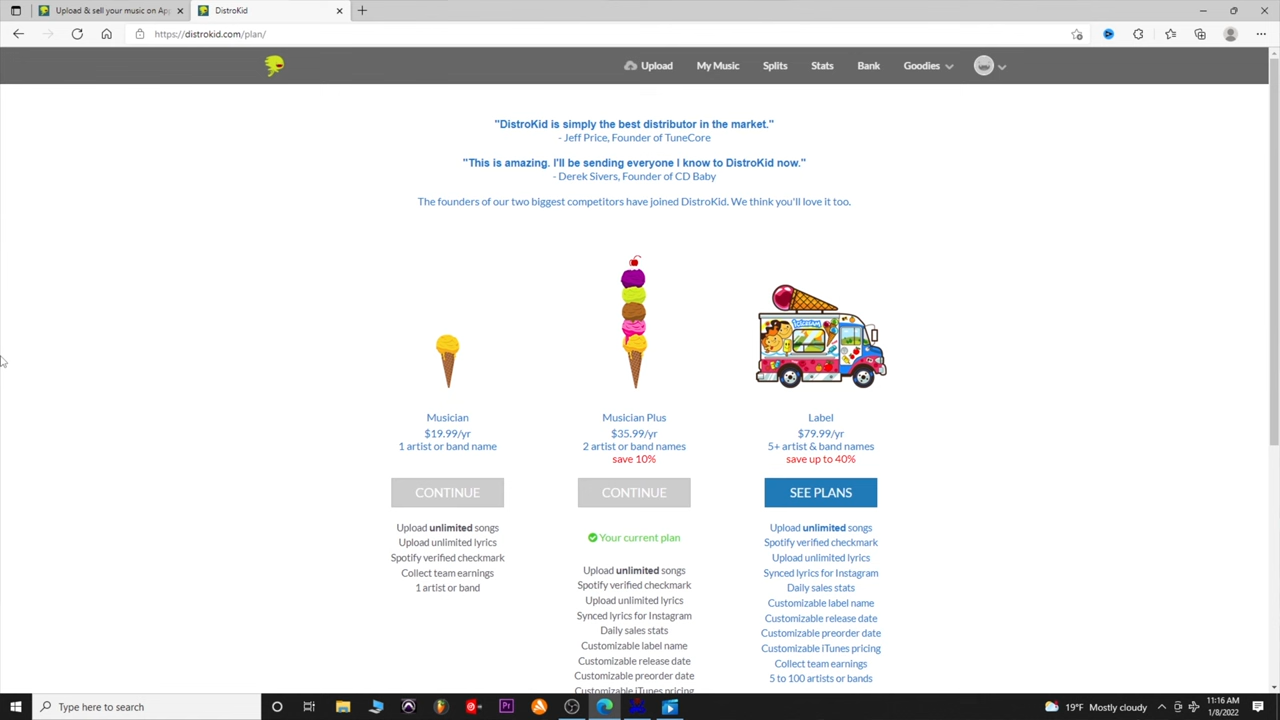 Upload & sell your music on App
DistroKid
https://distrokid.com/plan/
Upload
My Music
Splits
Stats
Bank
Goodies
"DistroKid is simply the best distributor in the market."
- Jeff Price, Founder of TuneCore
"This is amazing. I'll be sending everyone I know to DistroKid now."
- Derek Sivers, Founder of CD Baby
The founders of our two biggest competitors have joined DistroKid. We think you'll love it too.
Musician
$19.99/yr
1 artist or band name
CONTINUE
Upload unlimited songs
Upload unlimited lyrics
Spotify verified checkmark
Collect team earnings
1 artist or band
Musician Plus
$35.99/yr
2 artist or band names
save 10%
CONTINUE
Your current plan
Upload unlimited songs
Spotify verified checkmark
Upload unlimited lyrics
Synced lyrics for Instagram
Daily sales stats
Customizable label name
Customizable release date
Customizable preorder date
Customizable iTunes pricing
Label
$79.99/yr
5+ artist & band names
save up to 40%
SEE PLANS
Upload unlimited songs
Spotify verified checkmark
Upload unlimited lyrics
Synced lyrics for Instagram
Daily sales stats
Customizable label name
Customizable release date
Customizable preorder date
Customizable iTunes pricing
Collect team earnings
5 to 100 artists or bands
Type here to search
Pr
19°F Mostly cloudy
11:16 AM
1/8/2022